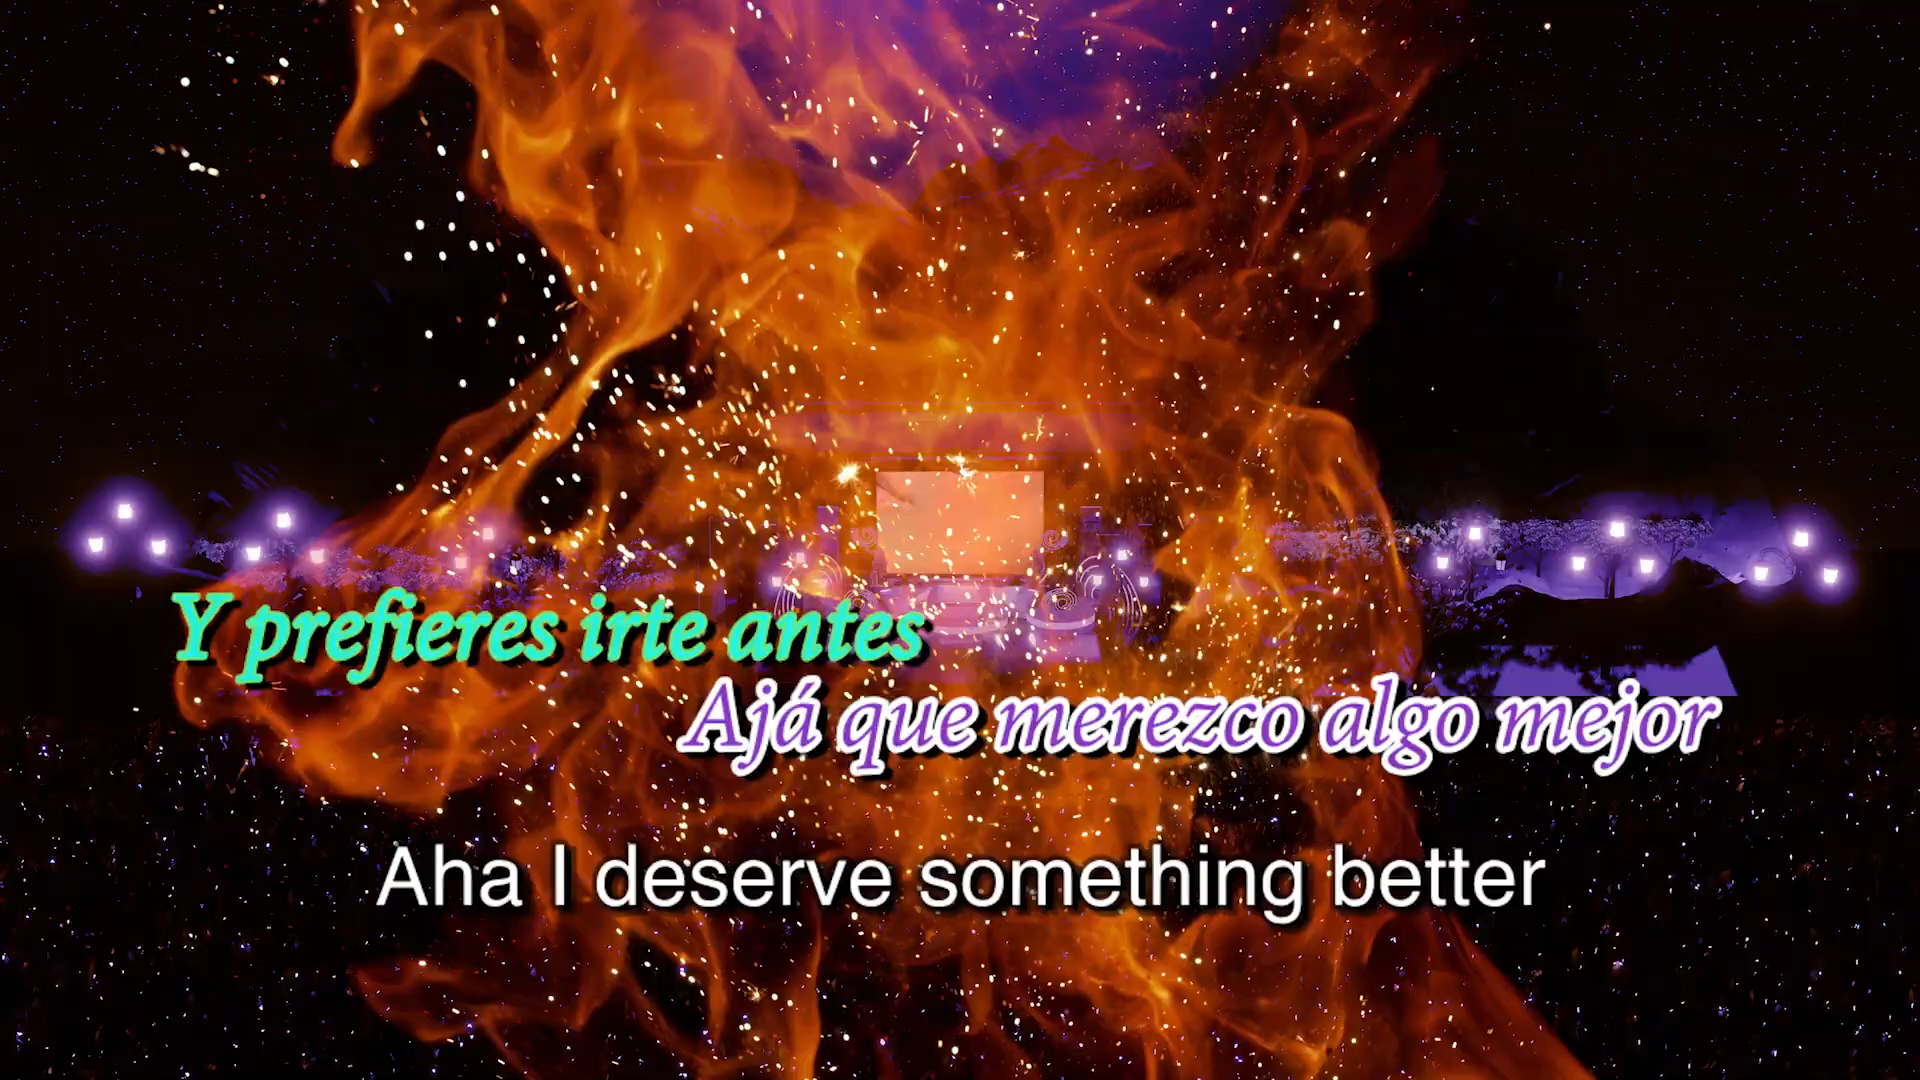 Y prefieres irte antes
Ajá que merezco algo mejor
Aha I deserve something better